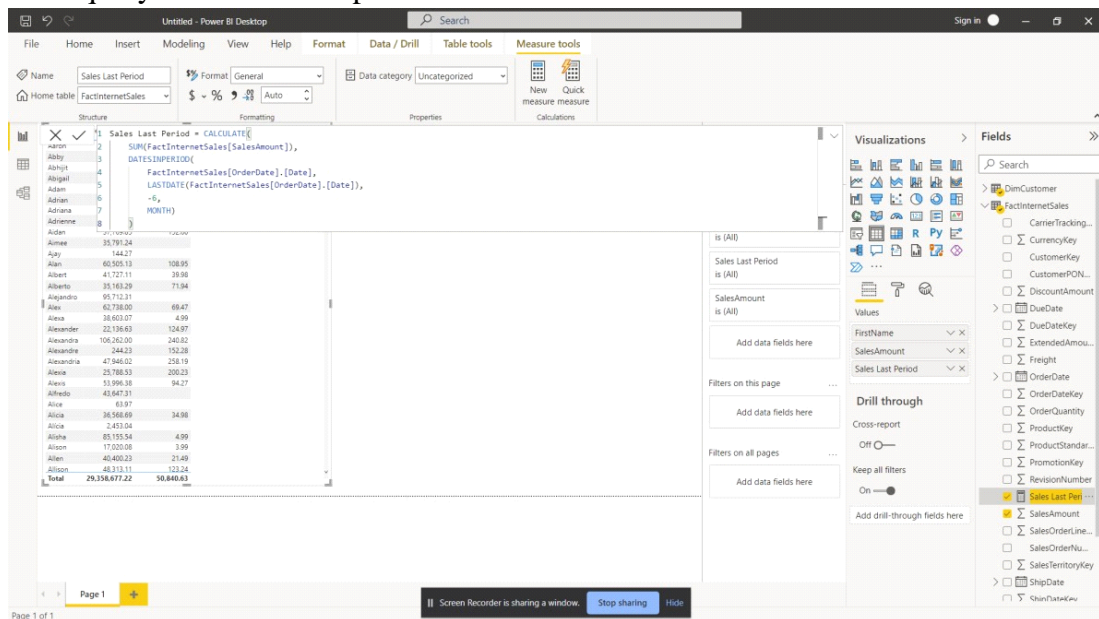 Untitled - Power BI Desktop
Search
Sign in
File
Home
Insert
Modeling
View
Help
Format
Data / Drill
Table tools
Measure tools
Name
Sales Last Period
Format
General
Data category
Uncategorized
Home table
FactInternetSales
$
%
Auto
New measure
Quick measure
Structure
Formatting
Properties
Calculations
1 Sales Last Period = CALCULATE(
2 SUM(FactInternetSales[SalesAmount]),
3 DATESINPERIOD(
4 FactInternetSales[OrderDate].[Date],
5 LASTDATE(FactInternetSales[OrderDate].[Date]),
6 -6,
7 MONTH)
8 )
Aaron
Abby
Abhijit
Abigail
Adam
Adrian
Adriana
Adrienne
Aidan
Aimee 35,791.24
Ajay 144.27
Alan 60,505.13 108.95
Albert 41,727.11 39.98
Alberto 35,163.29 71.94
Alejandro 95,712.31
Alex 62,738.00 69.47
Alexa 38,603.07 4.99
Alexander 22,136.63 124.97
Alexandra 106,262.00 240.82
Alexandre 244.23 152.28
Alexandria 47,946.02 258.19
Alexia 25,788.53 200.23
Alexis 53,996.38 94.27
Alfredo 43,647.31
Alice 63.97
Alicia 36,568.69 34.98
Alícia 2,453.04
Alisha 85,155.54 4.99
Alison 17,020.08 3.99
Allen 40,400.23 21.49
Allison 48,313.11 123.24
Total 29,358,677.22 50,840.63
is (All)
Sales Last Period
is (All)
SalesAmount
is (All)
Add data fields here
Filters on this page
...
Add data fields here
Filters on all pages
...
Add data fields here
Visualizations
R
Py
...
Values
FirstName
SalesAmount
Sales Last Period
Drill through
Cross-report
Off
Keep all filters
On
Add drill-through fields here
Fields
Search
DimCustomer
FactInternetSales
CarrierTracking...
CurrencyKey
CustomerKey
CustomerPON...
DiscountAmount
DueDate
DueDateKey
ExtendedAmou...
Freight
OrderDate
OrderDateKey
OrderQuantity
ProductKey
ProductStandar...
PromotionKey
RevisionNumber
Sales Last Peri ...
SalesAmount
SalesOrderLine...
SalesOrderNu...
SalesTerritoryKey
ShipDate
ShipDateKey
Page 1
Screen Recorder is sharing a window.
Stop sharing
Hide
Page 1 of 1